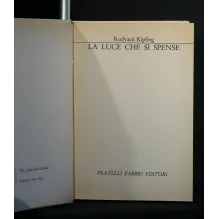 Rudyard Kipling
LA LUCE CHE SI SPENSE
FRATELLI FABBRI EDITORI